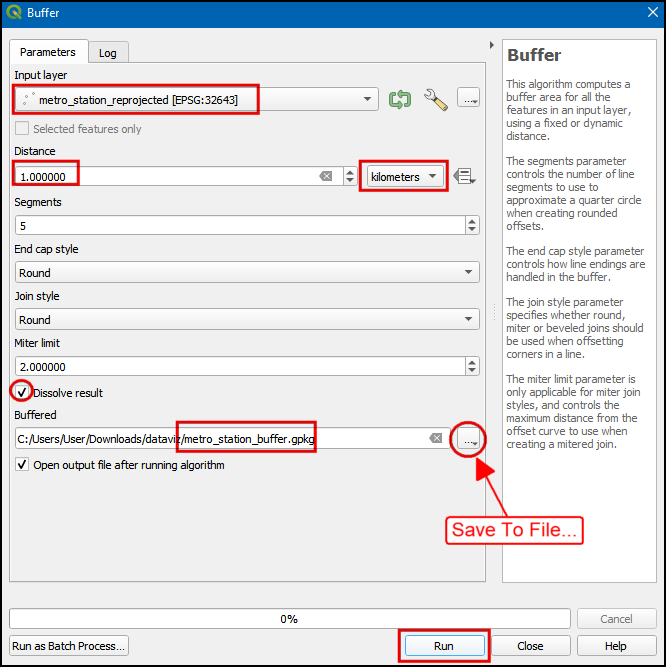 Buffer
Parameters
Log
Input layer
metro_station_reprojected [EPSG:32643]
...
Selected features only
Distance
1.000000
kilometers
Segments
5
End cap style
Round
Join style
Round
Miter limit
2.000000
Dissolve result
Buffered
C:/Users/User/Downloads/dataviz/metro_station_buffer.gpkg
...
Open output file after running algorithm
Save To File...
0%
Cancel
Run as Batch Process...
Run
Close
Help
Buffer
This algorithm computes a
buffer area for all the
features in an input layer,
using a fixed or dynamic
distance.
The segments parameter
controls the number of line
segments to use to
approximate a quarter circle
when creating rounded
offsets.
The end cap style parameter
controls how line endings are
handled in the buffer.
The join style parameter
specifies whether round,
miter or beveled joins should
be used when offsetting
corners in a line.
The miter limit parameter is
only applicable for miter join
styles, and controls the
maximum distance from the
offset curve to use when
creating a mitered join.